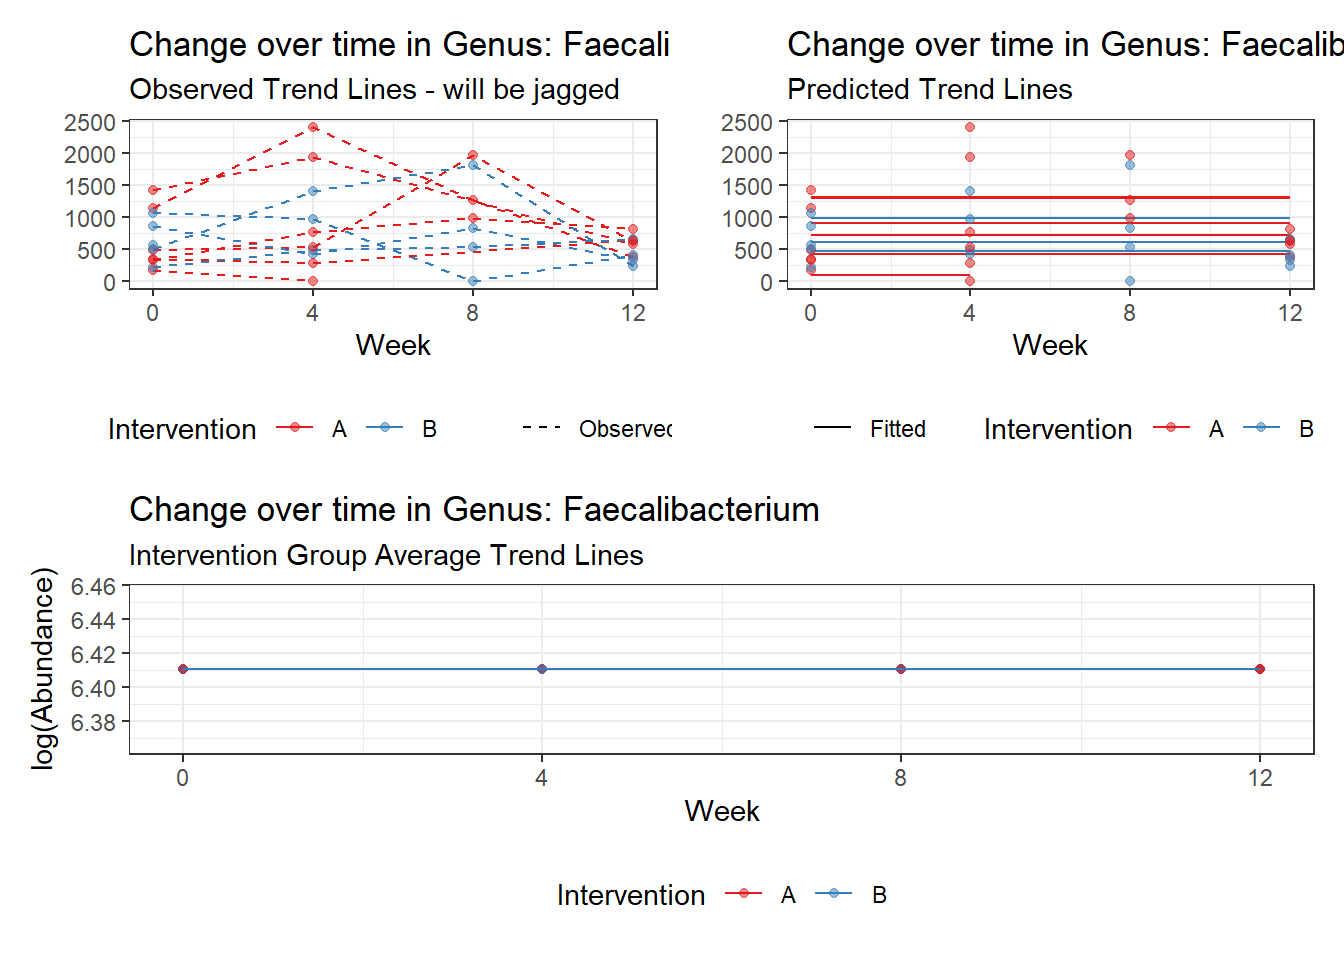 Change over time in Genus: Faecali
Observed Trend Lines - will be jagged
2500
2000
1500
1000
500
0
0 4 8 12
Week
Intervention A B Observed
Change over time in Genus: Faecalib
Predicted Trend Lines
2500
2000
1500
1000
500
0
0 4 8 12
Week
Fitted Intervention A B
Change over time in Genus: Faecalibacterium
Intervention Group Average Trend Lines
log(Abundance)
6.46
6.44
6.42
6.40
6.38
0 4 8 12
Week
Intervention A B